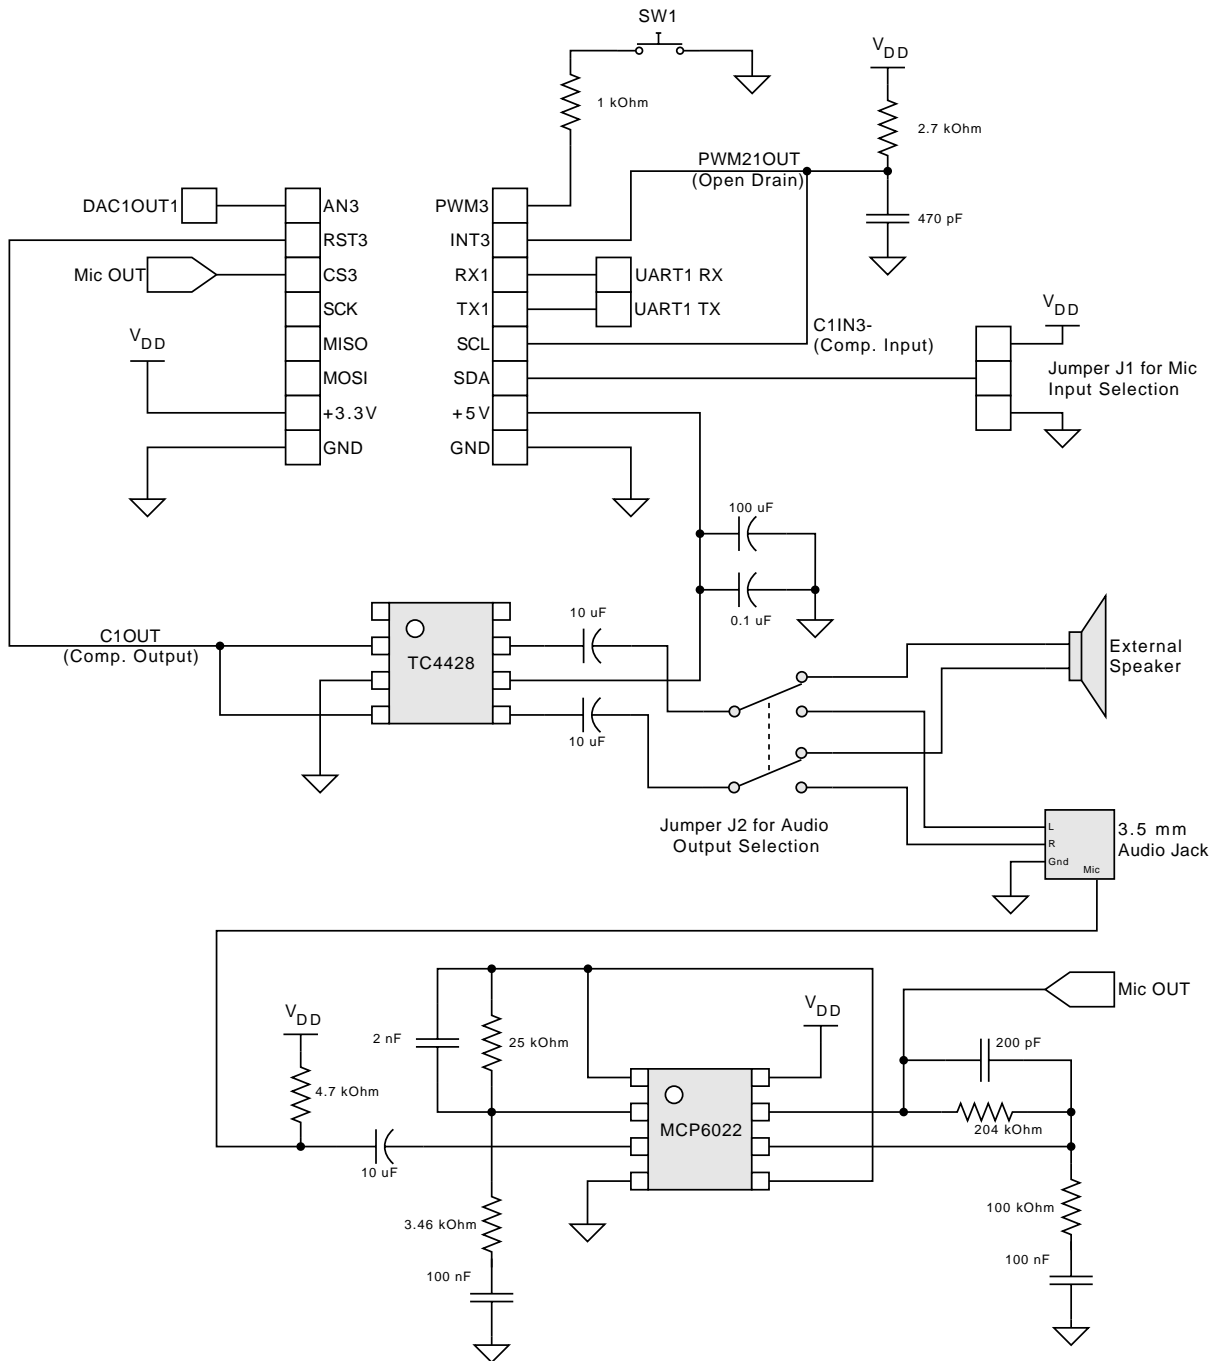 SW1
1 kOhm
VDD
2.7 kOhm
PWM21OUT
(Open Drain)
470 pF
DAC1OUT1
AN3
RST3
Mic OUT
CS3
SCK
VDD
MISO
MOSI
+3.3V
GND
PWM3
INT3
RX1
UART1 RX
TX1
UART1 TX
SCL
SDA
+5V
GND
C1IN3-
(Comp. Input)
VDD
Jumper J1 for Mic
Input Selection
100 uF
0.1 uF
C1OUT
(Comp. Output)
TC4428
10 uF
10 uF
External
Speaker
Jumper J2 for Audio
Output Selection
L
R
Gnd
Mic
3.5 mm
Audio Jack
Mic OUT
VDD
4.7 kOhm
2 nF
25 kOhm
VDD
200 pF
204 kOhm
MCP6022
10 uF
3.46 kOhm
100 nF
100 kOhm
100 nF